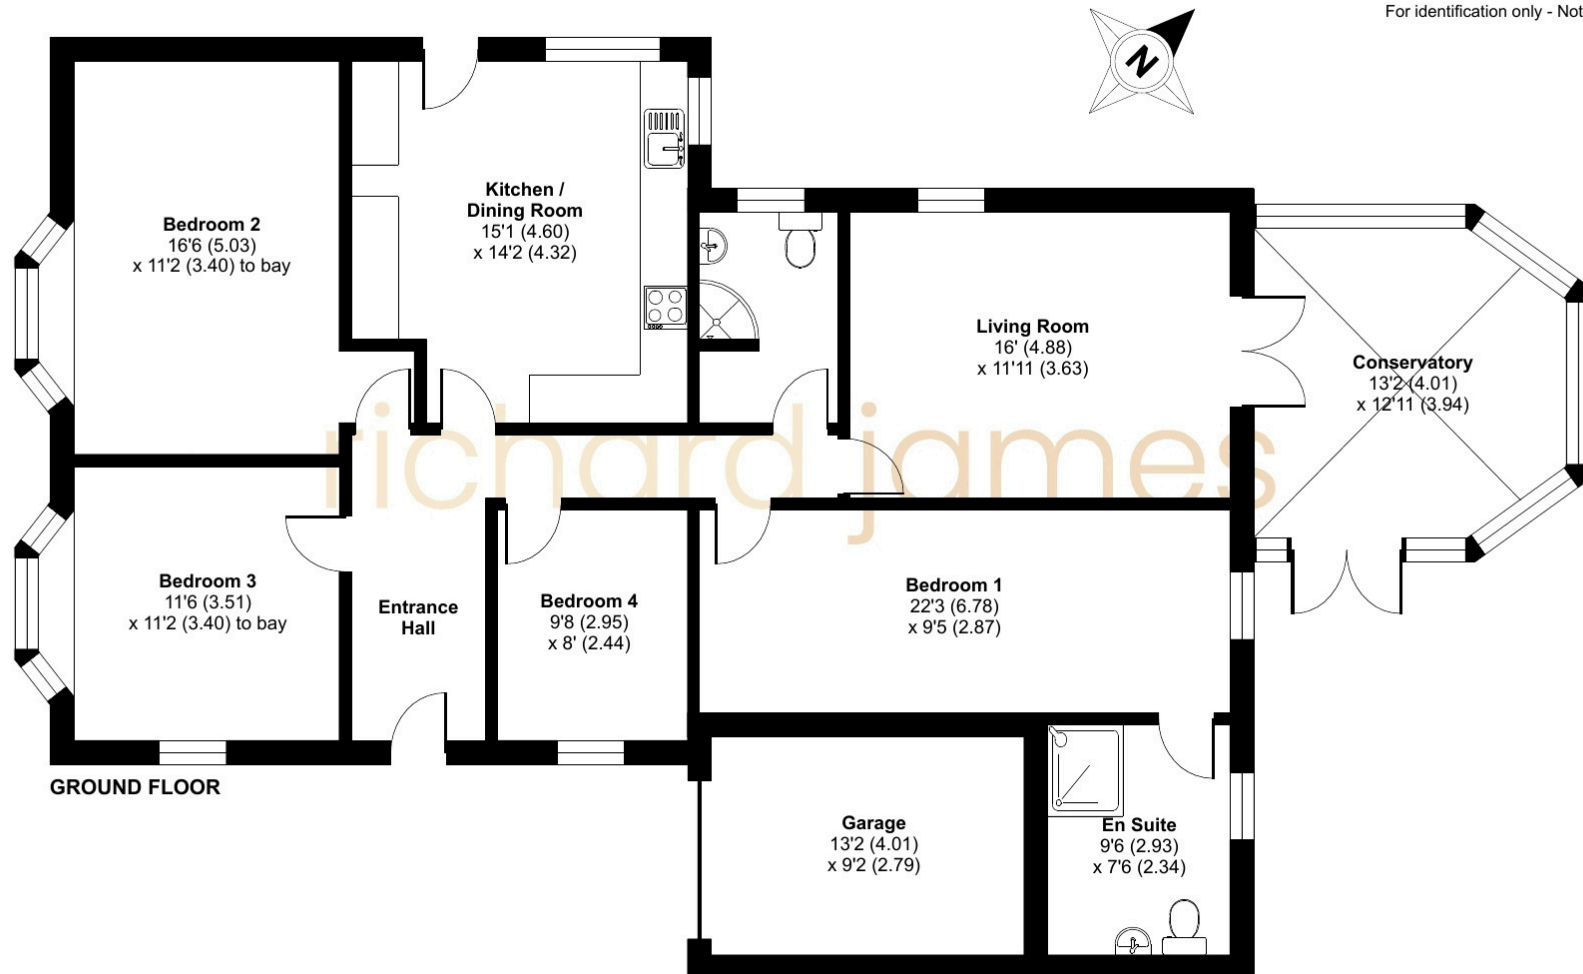 For identification only - Not
N
Bedroom 2
16'6 (5.03)
x 11'2 (3.40) to bay
Kitchen /
Dining Room
15'1 (4.60)
x 14'2 (4.32)
Living Room
16' (4.88)
x 11'11 (3.63)
Conservatory
13'2 (4.01)
x 12'11 (3.94)
richard james
Bedroom 3
11'6 (3.51)
x 11'2 (3.40) to bay
Entrance
Hall
Bedroom 4
9'8 (2.95)
x 8' (2.44)
Bedroom 1
22'3 (6.78)
x 9'5 (2.87)
GROUND FLOOR
Garage
13'2 (4.01)
x 9'2 (2.79)
En Suite
9'6 (2.93)
x 7'6 (2.34)